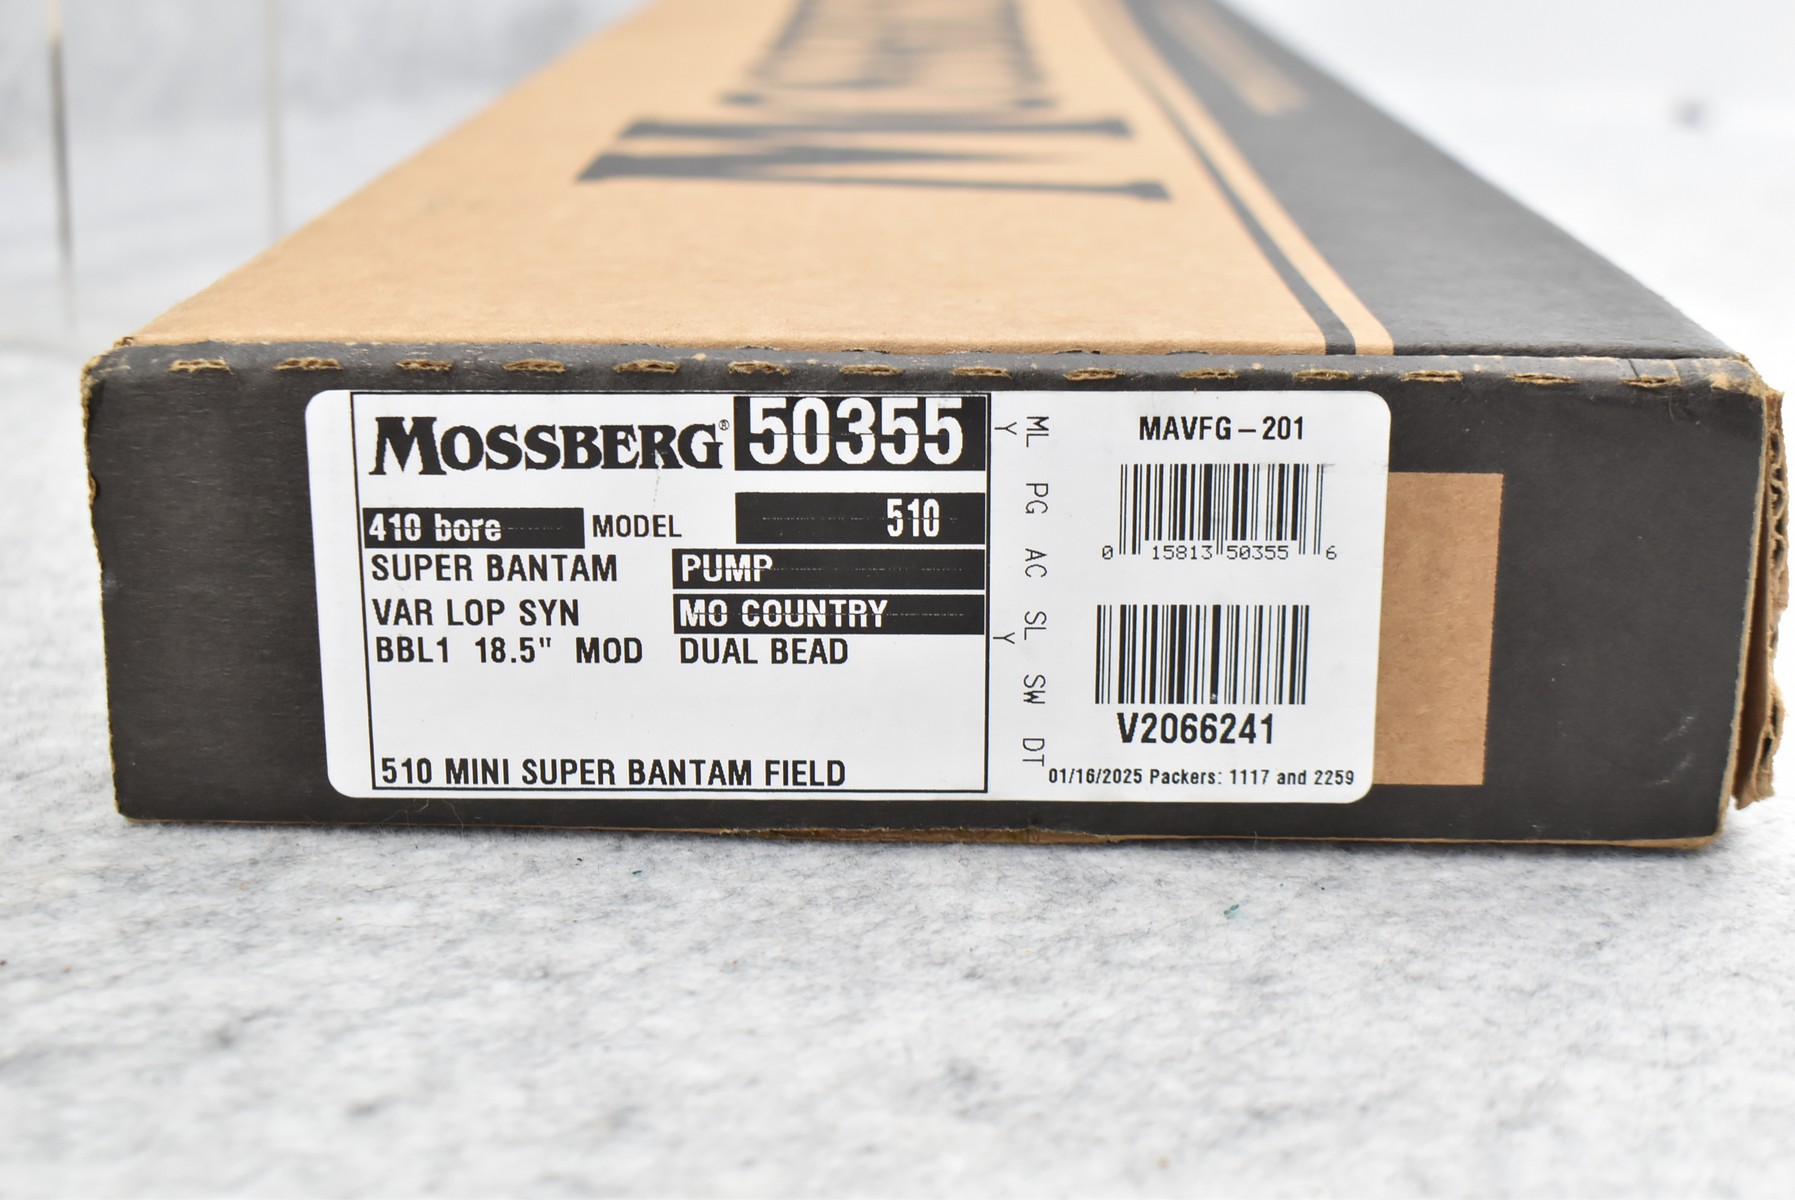 MOSSBERG
MOSSBERG® 50355
410 bore MODEL 510
SUPER BANTAM PUMP
VAR LOP SYN MO COUNTRY
BBL1 18.5" MOD DUAL BEAD
510 MINI SUPER BANTAM FIELD
ML PG AC SL SW DT
Y Y
MAVFG-201
0 15813 50355 6
V2066241
01/16/2025 Packers: 1117 and 2259